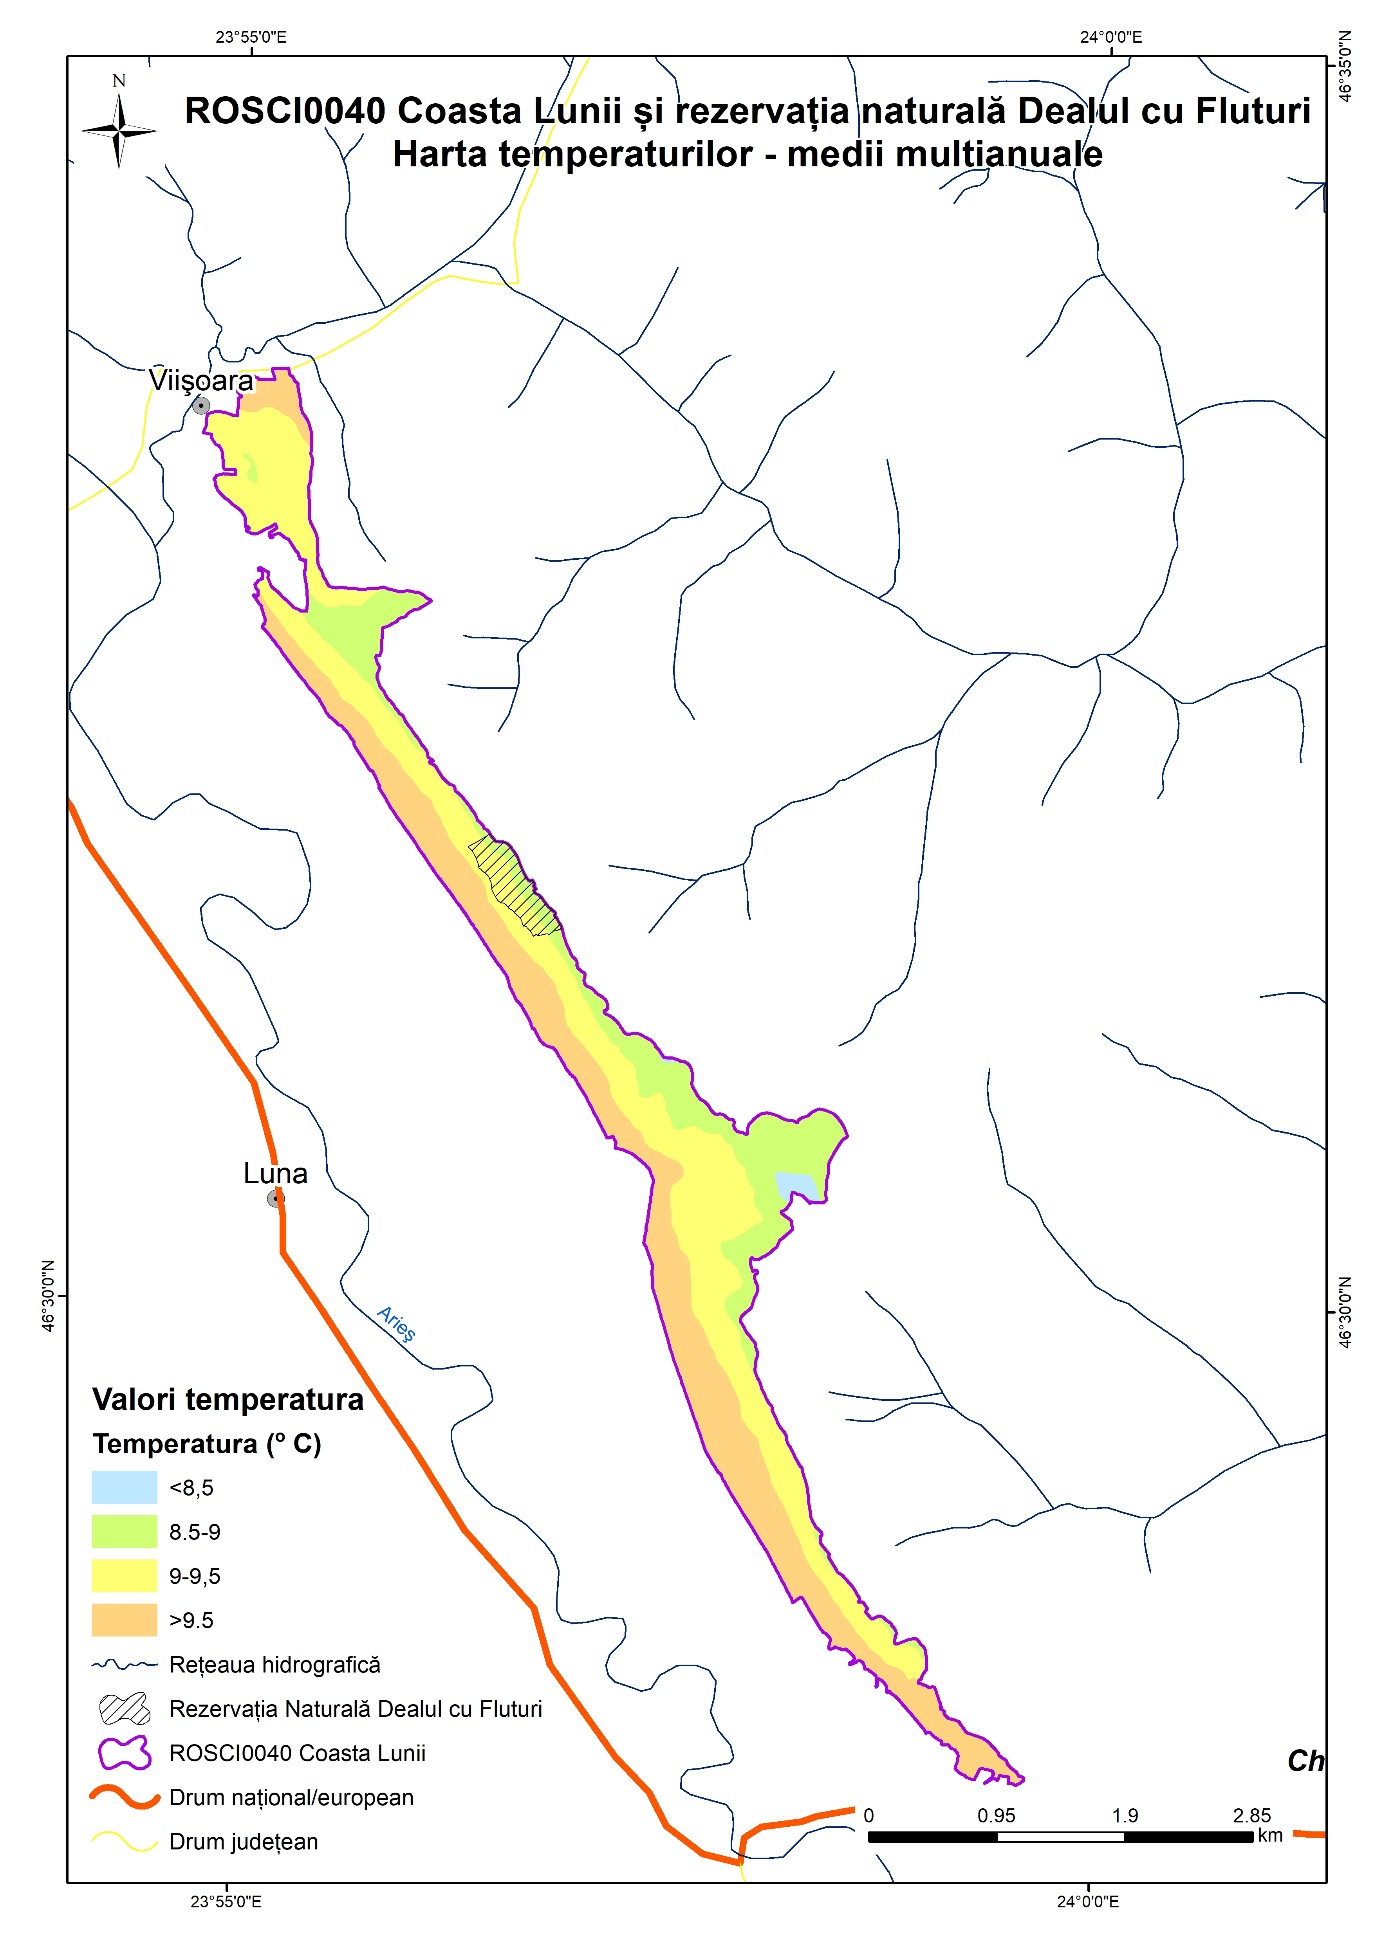 23°55'0"E
24°0'0"E
46°35'0"N
N
ROSCI0040 Coasta Lunii și rezervația naturală Dealul cu Fluturi
Harta temperaturilor - medii multianuale
Viișoara
Luna
46°30'0"N
46°30'0"N
Arieș
Valori temperatura
Temperatura (º C)
<8,5
8.5-9
9-9,5
>9.5
Rețeaua hidrografică
Rezervația Naturală Dealul cu Fluturi
ROSCI0040 Coasta Lunii
Drum național/european
Drum județean
Ch
0 0.95 1.9 2.85
km
23°55'0"E
24°0'0"E